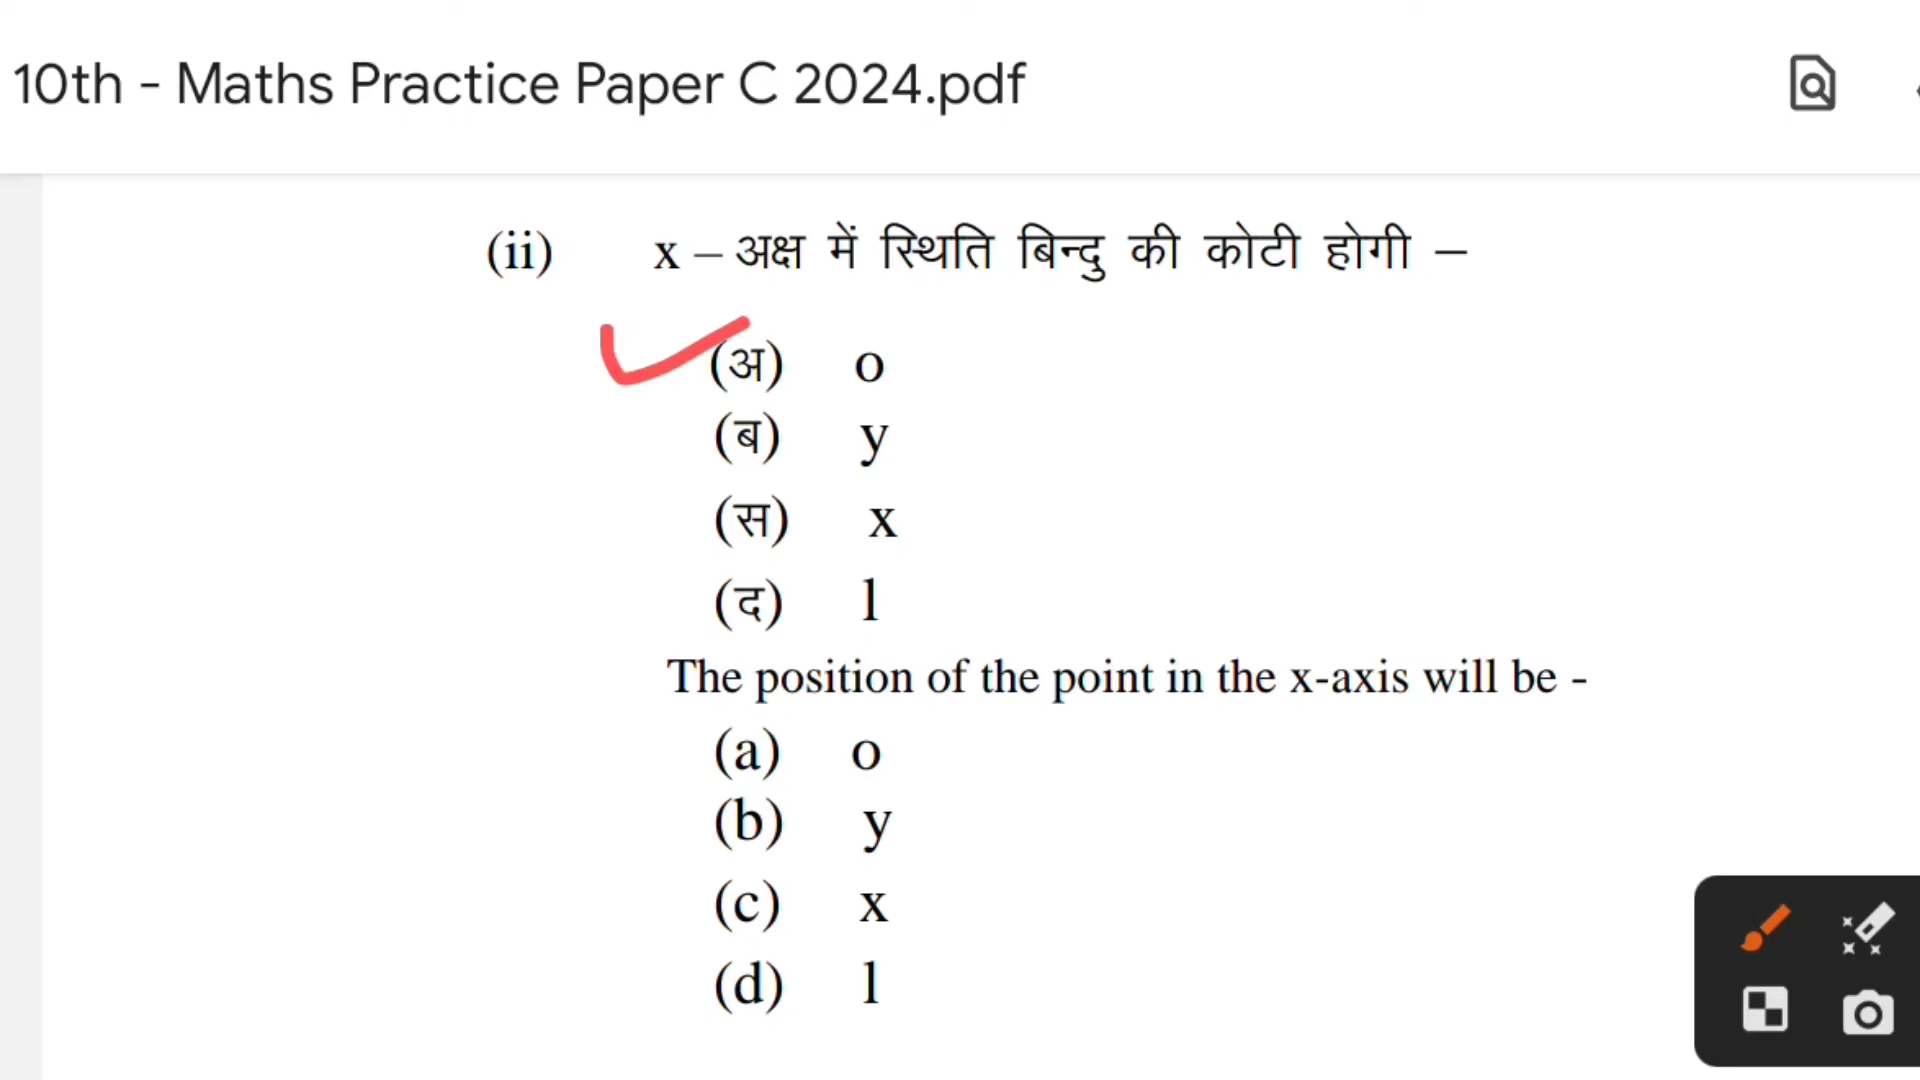 10th - Maths Practice Paper C 2024.pdf
(ii) x – अक्ष में स्थिति बिन्दु की कोटी होगी –
(अ) o
(ब) y
(स) x
(द) l
The position of the point in the x-axis will be -
(a) o
(b) y
(c) x
(d) l